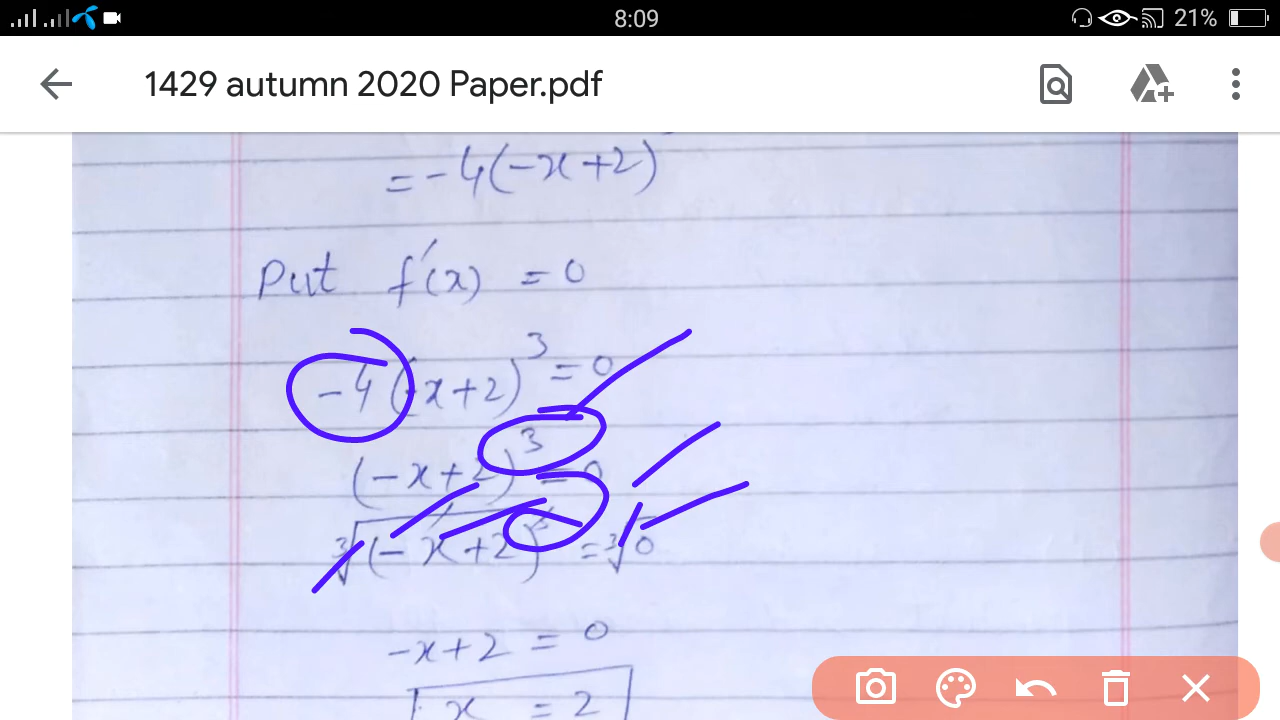 8:09
21%
1429 autumn 2020 Paper.pdf
= -4(-x+2)
Put f'(x) = 0
-4(-x+2)³ = 0
(-x+2)³ = 0
∛(-x+2)³ = ∛0
-x+2 = 0
x = 2